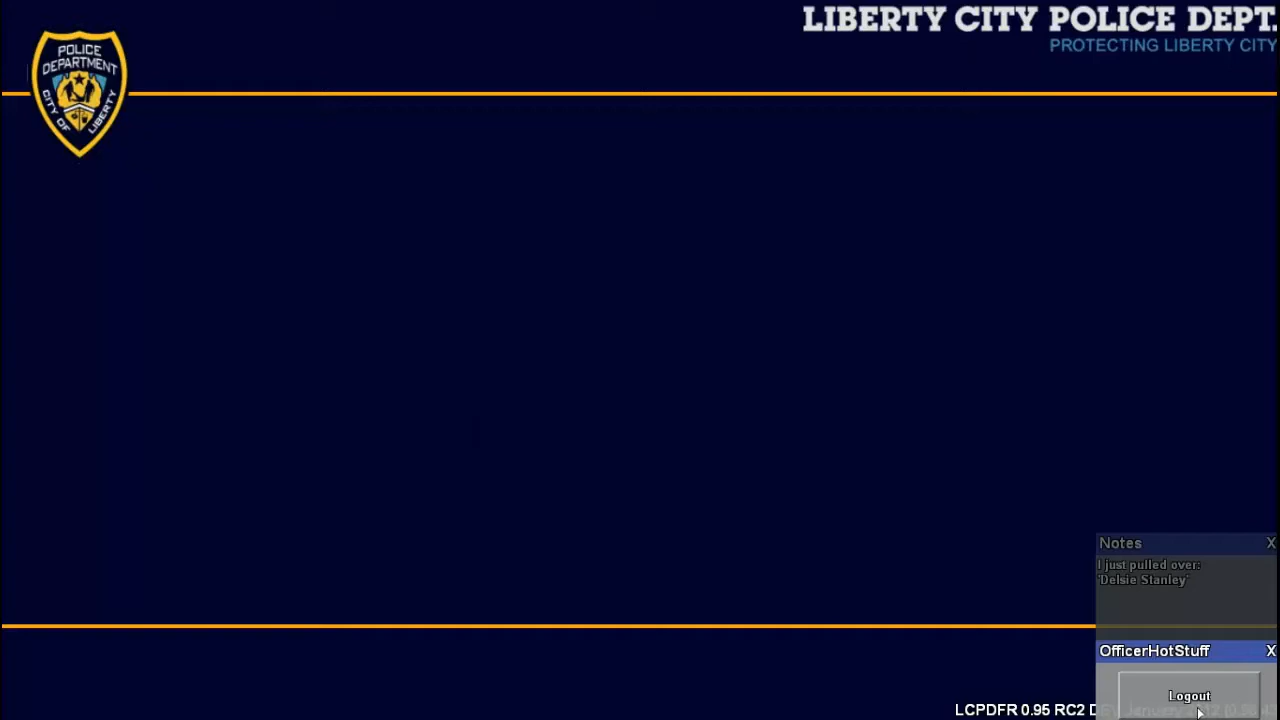 LIBERTY CITY POLICE DEPT.
PROTECTING LIBERTY CITY
POLICE
DEPARTMENT
CITY OF LIBERTY
Notes X
I just pulled over:
'Delsie Stanley'
OfficerHotStuff X
Logout
LCPDFR 0.95 RC2